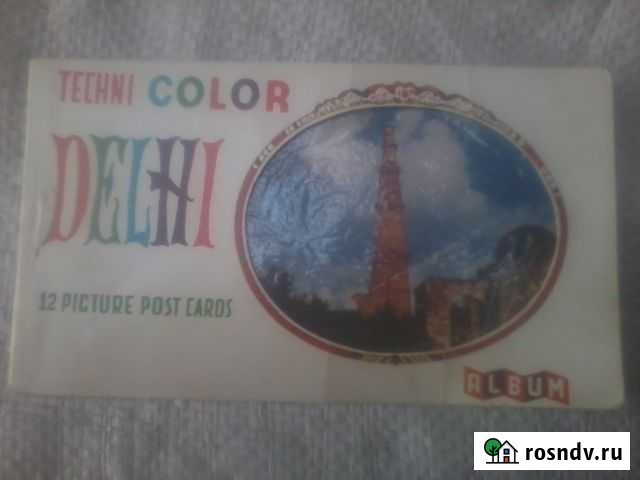 TECHNI COLOR
DELHI
12 PICTURE POST CARDS
ALBUM
rosndv.ru